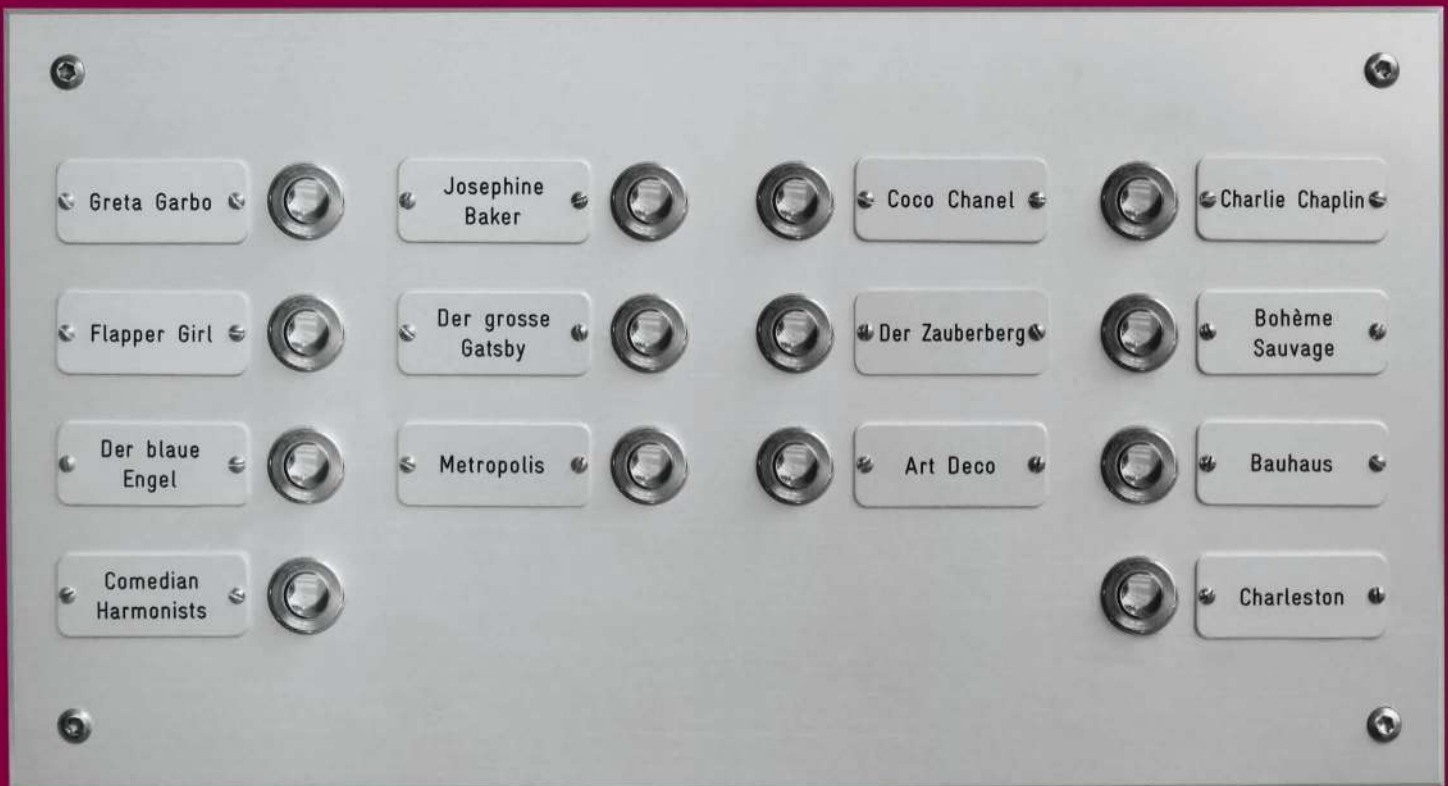 Greta Garbo
Josephine
Baker
Coco Chanel
Charlie Chaplin
Flapper Girl
Der grosse
Gatsby
Der Zauberberg
Bohème
Sauvage
Der blaue
Engel
Metropolis
Art Deco
Bauhaus
Comedian
Harmonists
Charleston